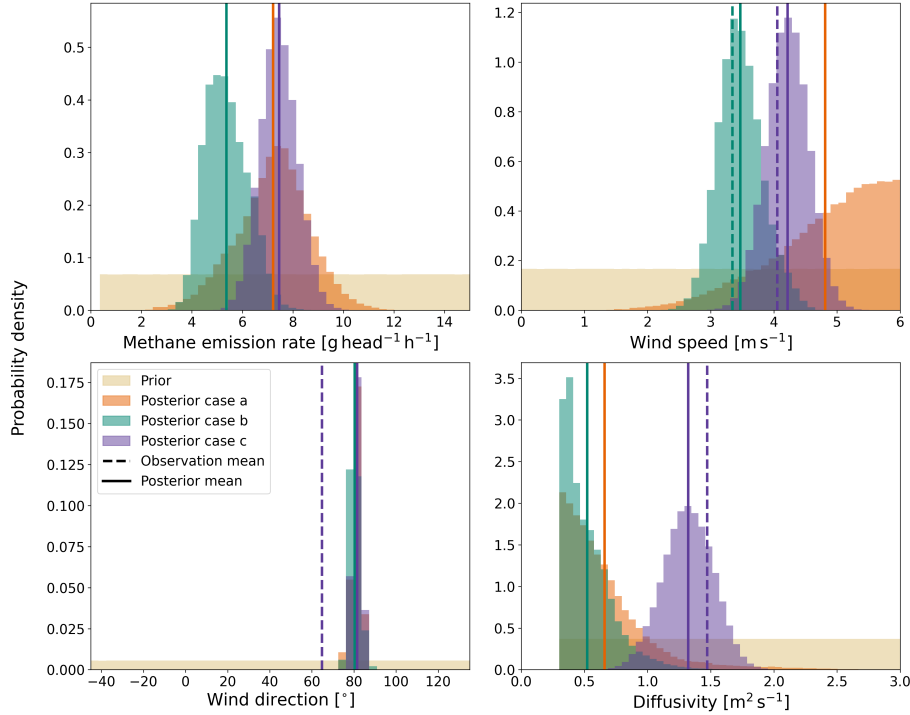 Probability density
0.5
0.4
0.3
0.2
0.1
0.0
0 2 4 6 8 10 12 14
Methane emission rate [g head⁻¹ h⁻¹]
1.2
1.0
0.8
0.6
0.4
0.2
0.0
0 1 2 3 4 5 6
Wind speed [m s⁻¹]
0.175
0.150
0.125
0.100
0.075
0.050
0.025
0.000
Prior
Posterior case a
Posterior case b
Posterior case c
Observation mean
Posterior mean
−40 −20 0 20 40 60 80 100 120
Wind direction [°]
3.5
3.0
2.5
2.0
1.5
1.0
0.5
0.0
0.0 0.5 1.0 1.5 2.0 2.5 3.0
Diffusivity [m² s⁻¹]